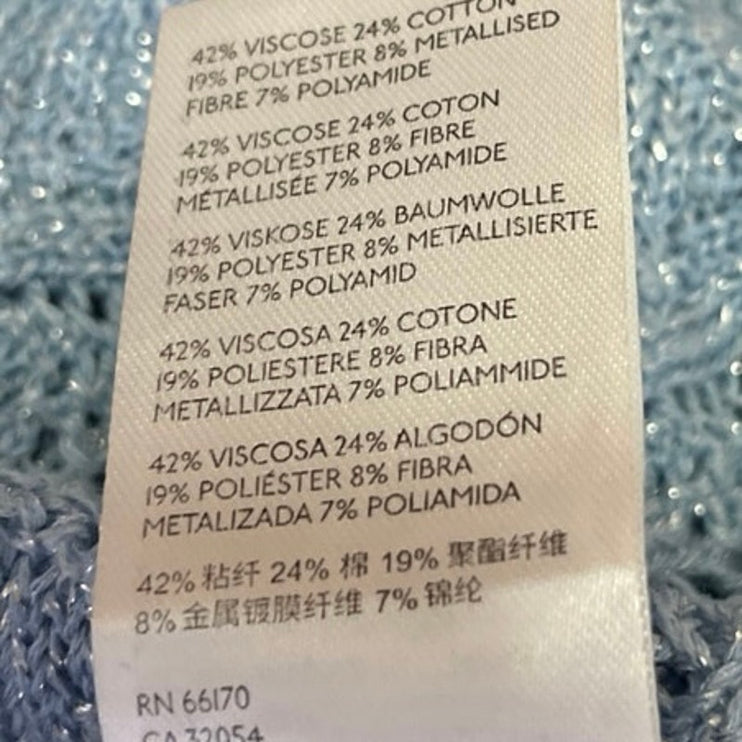 42% VISCOSE 24% COTTON
19% POLYESTER 8% METALLISED
FIBRE 7% POLYAMIDE
42% VISCOSE 24% COTON
19% POLYESTER 8% FIBRE
MÉTALLISÉE 7% POLYAMIDE
42% VISKOSE 24% BAUMWOLLE
19% POLYESTER 8% METALLISIERTE
FASER 7% POLYAMID
42% VISCOSA 24% COTONE
19% POLIESTERE 8% FIBRA
METALLIZZATA 7% POLIAMMIDE
42% VISCOSA 24% ALGODÓN
19% POLIÉSTER 8% FIBRA
METALIZADA 7% POLIAMIDA
42% 粘纤 24% 棉 19% 聚酯纤维
8% 金属镀膜纤维 7% 锦纶
RN 66170
CA 32054